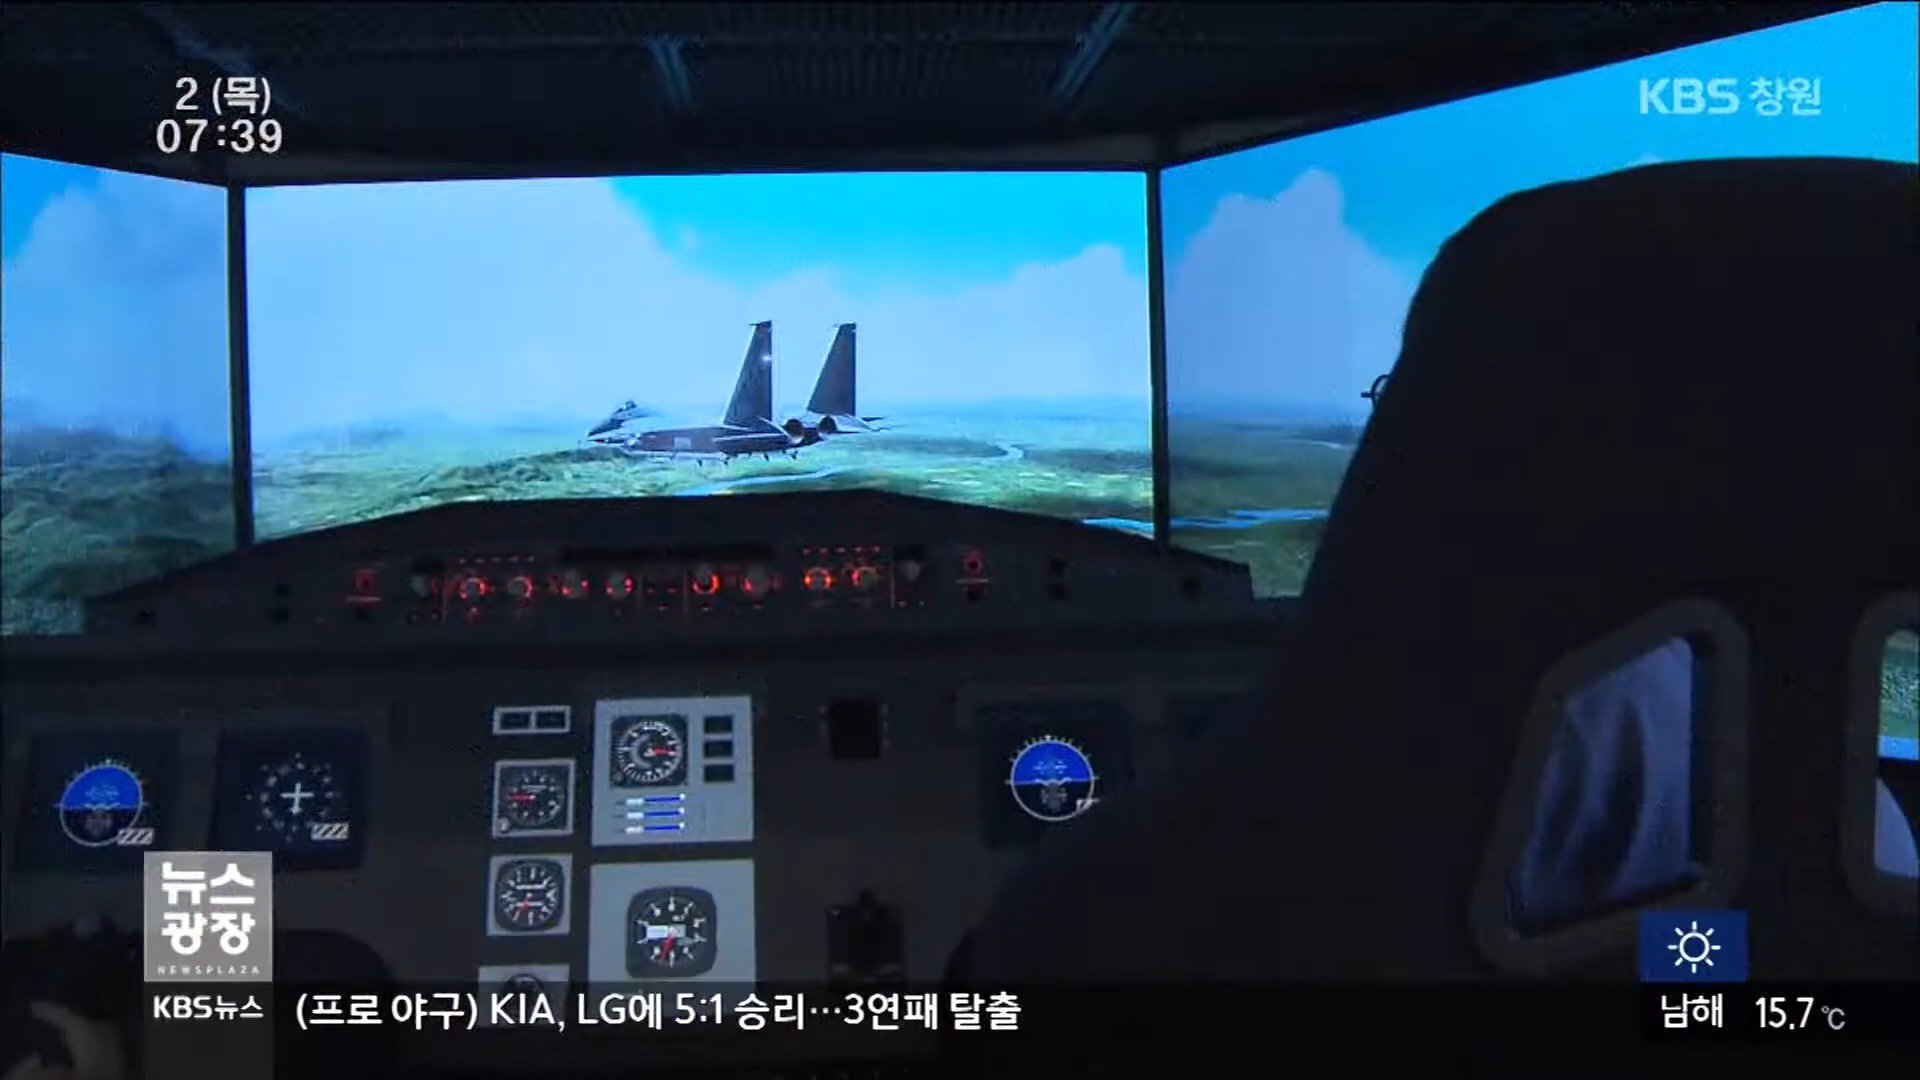 2 (목)
07:39
KBS 창원
뉴스
광장
NEWSPLAZA
KBS뉴스
(프로 야구) KIA, LG에 5:1 승리…3연패 탈출
남해 15.7 ℃